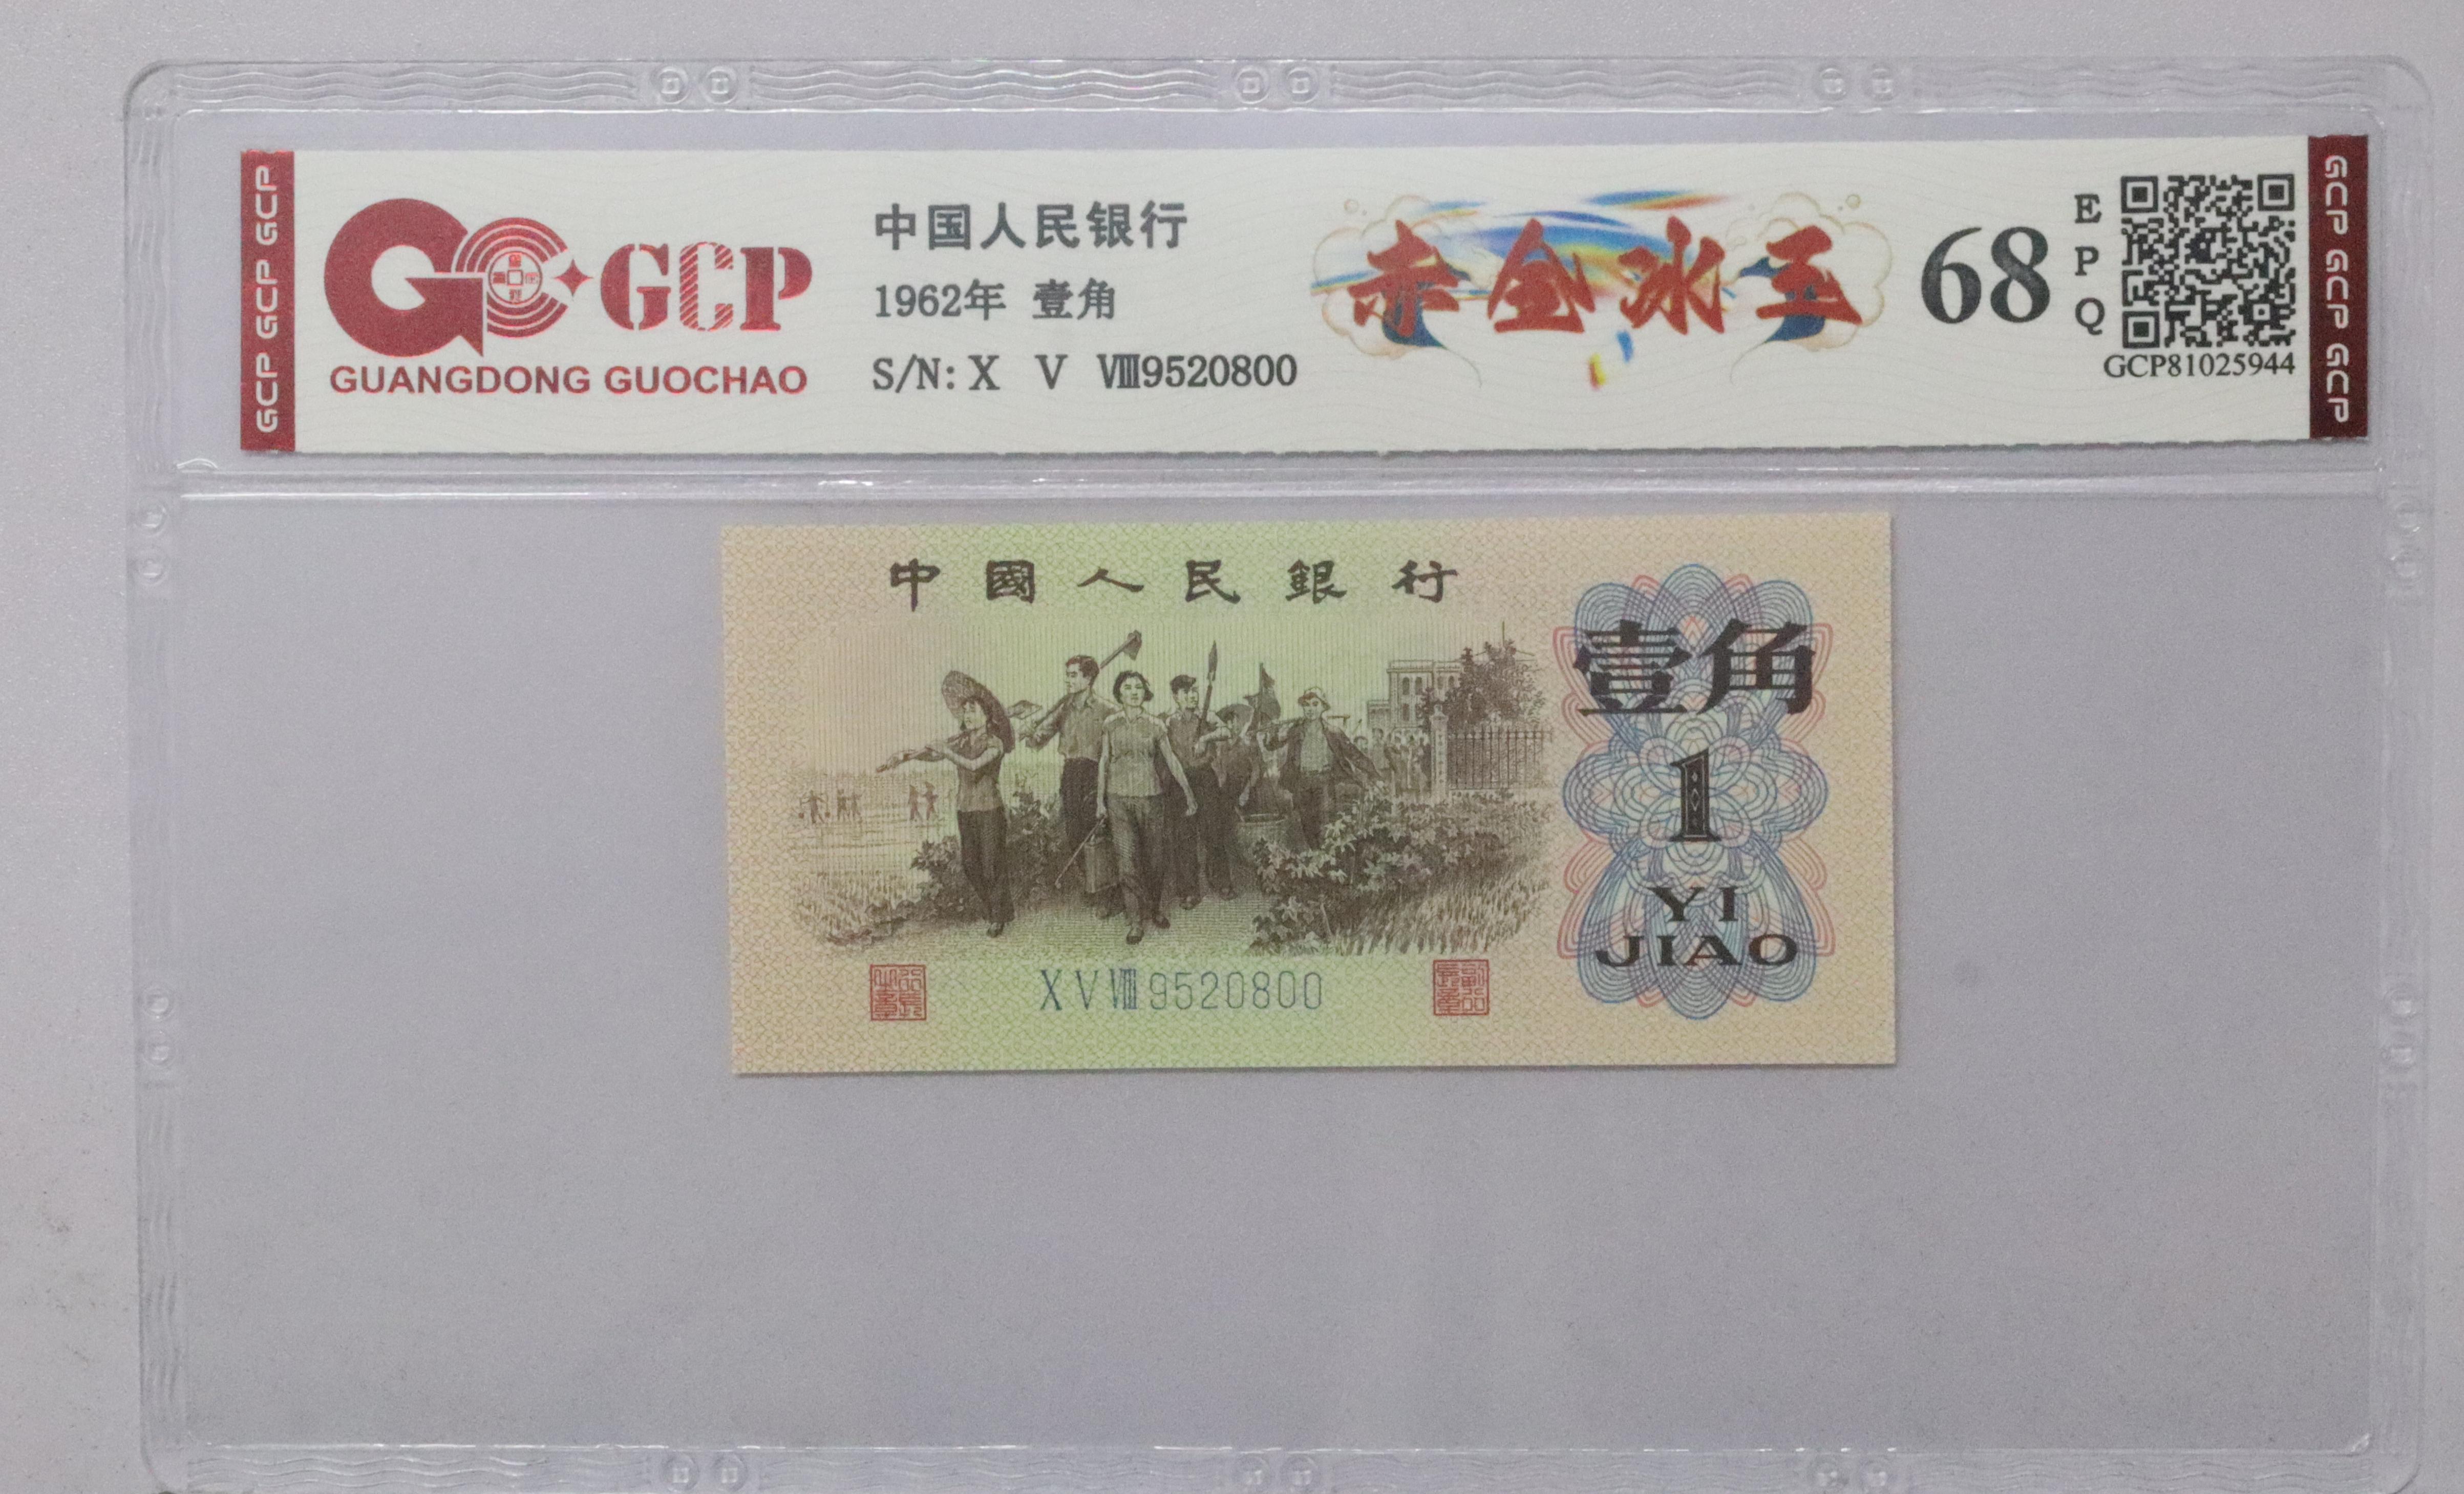 GCP GCP GCP
GCP
GUANGDONG GUOCHAO
中国人民银行
1962年 壹角
S/N: X V Ⅷ9520800
赤金冰王
68
E
P
Q
GCP81025944
GCP GCP GCP
中國人民銀行
壹角
1
YI
JIAO
X V Ⅷ 9520800